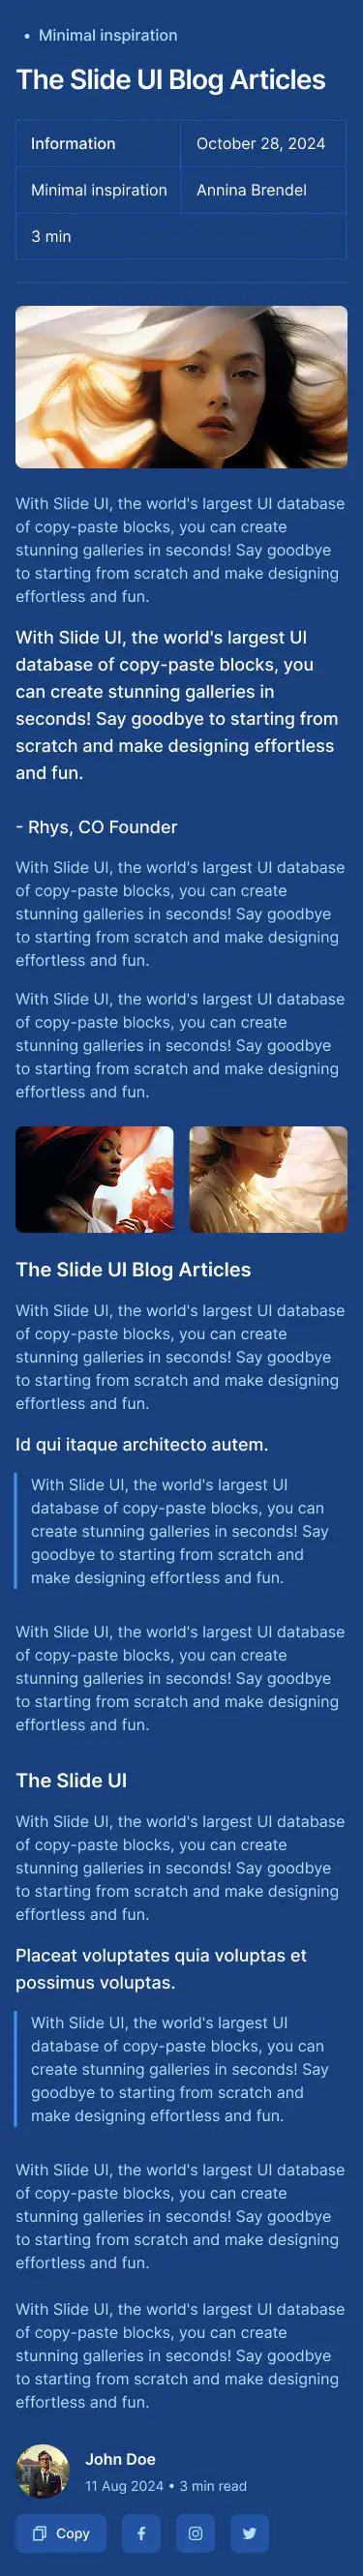 • Minimal inspiration
The Slide UI Blog Articles
Information
October 28, 2024
Minimal inspiration
Annina Brendel
3 min
With Slide UI, the world's largest UI database
of copy-paste blocks, you can create
stunning galleries in seconds! Say goodbye
to starting from scratch and make designing
effortless and fun.
With Slide UI, the world's largest UI
database of copy-paste blocks, you
can create stunning galleries in
seconds! Say goodbye to starting from
scratch and make designing effortless
and fun.
- Rhys, CO Founder
With Slide UI, the world's largest UI database
of copy-paste blocks, you can create
stunning galleries in seconds! Say goodbye
to starting from scratch and make designing
effortless and fun.
With Slide UI, the world's largest UI database
of copy-paste blocks, you can create
stunning galleries in seconds! Say goodbye
to starting from scratch and make designing
effortless and fun.
The Slide UI Blog Articles
With Slide UI, the world's largest UI database
of copy-paste blocks, you can create
stunning galleries in seconds! Say goodbye
to starting from scratch and make designing
effortless and fun.
Id qui itaque architecto autem.
With Slide UI, the world's largest UI
database of copy-paste blocks, you can
create stunning galleries in seconds! Say
goodbye to starting from scratch and
make designing effortless and fun.
With Slide UI, the world's largest UI database
of copy-paste blocks, you can create
stunning galleries in seconds! Say goodbye
to starting from scratch and make designing
effortless and fun.
The Slide UI
With Slide UI, the world's largest UI database
of copy-paste blocks, you can create
stunning galleries in seconds! Say goodbye
to starting from scratch and make designing
effortless and fun.
Placeat voluptates quia voluptas et
possimus voluptas.
With Slide UI, the world's largest UI
database of copy-paste blocks, you can
create stunning galleries in seconds! Say
goodbye to starting from scratch and
make designing effortless and fun.
With Slide UI, the world's largest UI database
of copy-paste blocks, you can create
stunning galleries in seconds! Say goodbye
to starting from scratch and make designing
effortless and fun.
With Slide UI, the world's largest UI database
of copy-paste blocks, you can create
stunning galleries in seconds! Say goodbye
to starting from scratch and make designing
effortless and fun.
John Doe
11 Aug 2024 • 3 min read
Copy